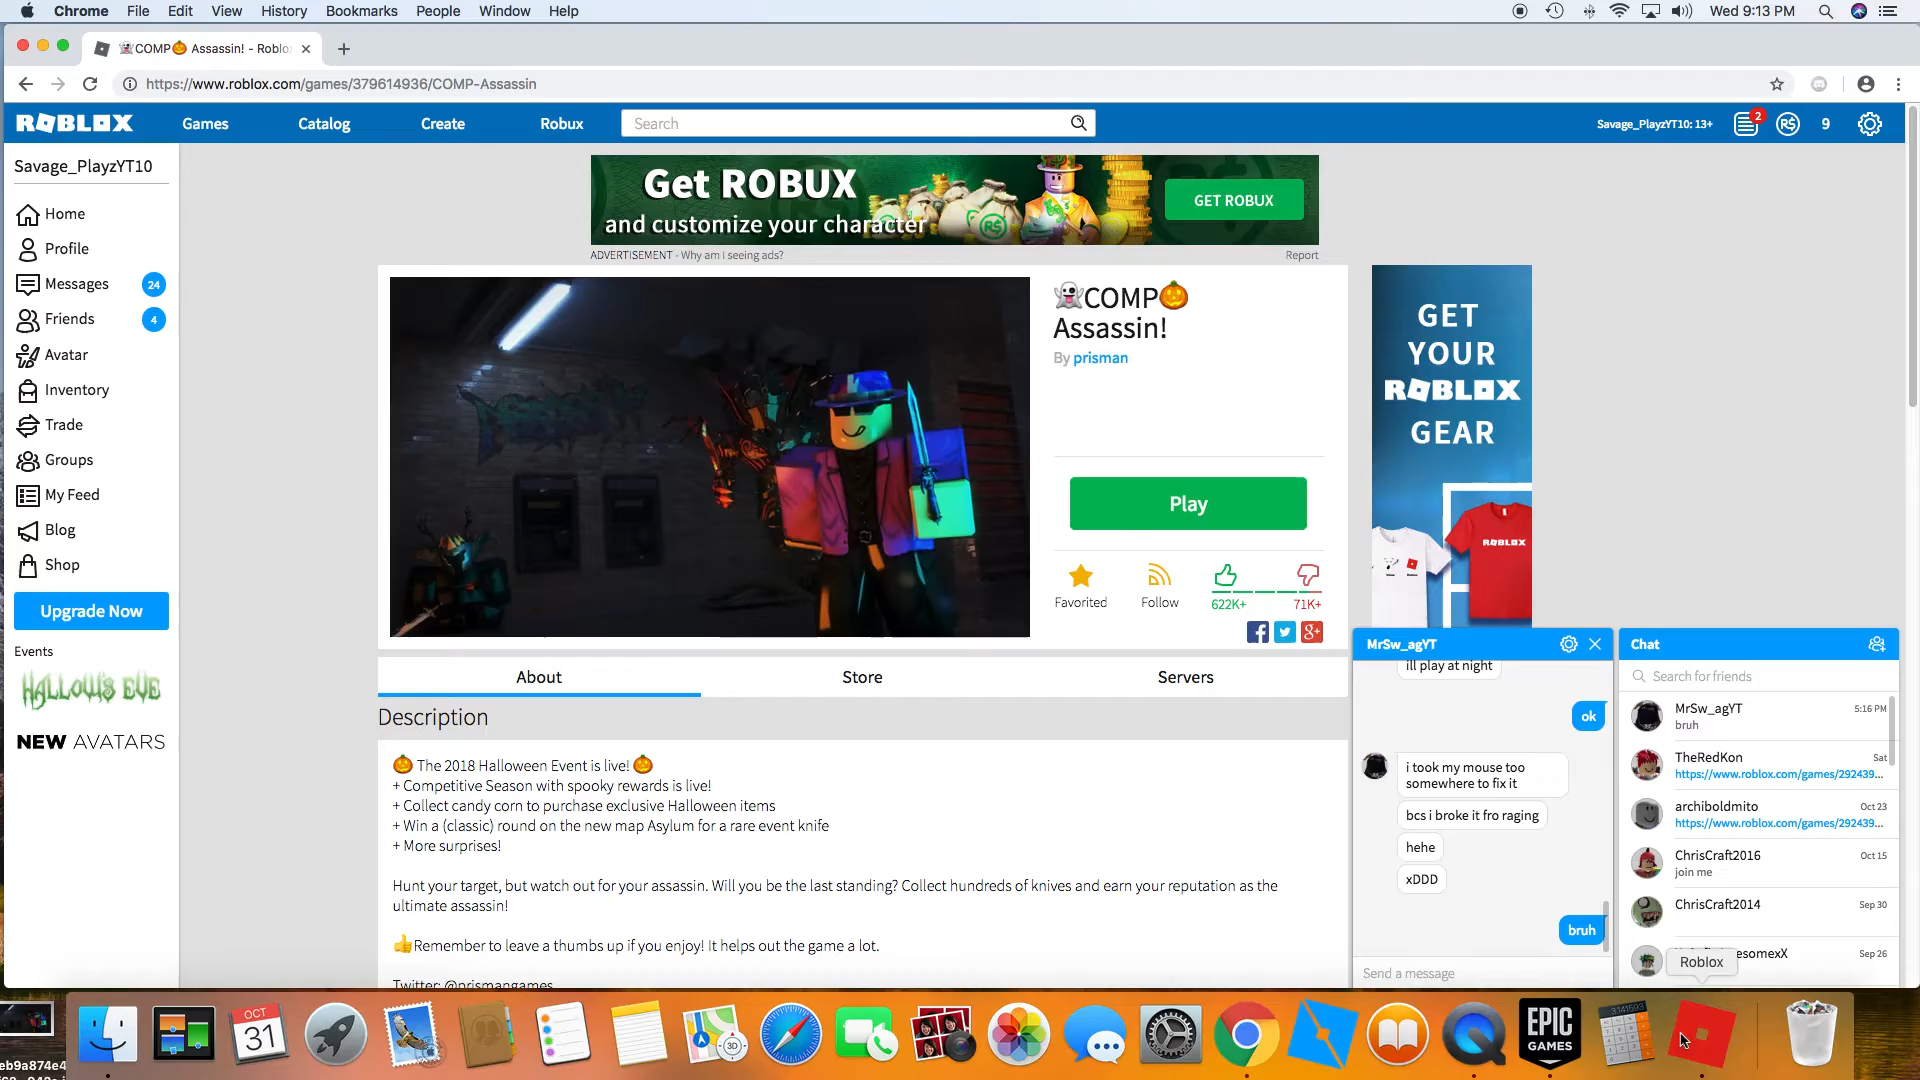 Chrome File Edit View History Bookmarks People Window Help
Wed 9:13 PM
👻COMP🎃 Assassin! - Roblo
https://www.roblox.com/games/379614936/COMP-Assassin
ROBLOX Games Catalog Create Robux Search Savage_PlayzYT10: 13+ 2 R$ 9
Savage_PlayzYT10
Home
Profile
Messages 24
Friends 4
Avatar
Inventory
Trade
Groups
My Feed
Blog
Shop
Upgrade Now
Events
HALLOW'S EVE
NEW AVATARS
Get ROBUX
and customize your character
GET ROBUX
ADVERTISEMENT - Why am I seeing ads?
Report
👻COMP🎃
Assassin!
By prisman
Play
Favorited Follow 622K+ 71K+
GET
YOUR
ROBLOX
GEAR
ROBLOX
About Store Servers
Description
🎃 The 2018 Halloween Event is live! 🎃
+ Competitive Season with spooky rewards is live!
+ Collect candy corn to purchase exclusive Halloween items
+ Win a (classic) round on the new map Asylum for a rare event knife
+ More surprises!
Hunt your target, but watch out for your assassin. Will you be the last standing? Collect hundreds of knives and earn your reputation as the
ultimate assassin!
👍Remember to leave a thumbs up if you enjoy! It helps out the game a lot.
Twitter: @prismangames
MrSw_agYT
ill play at night
ok
i took my mouse too
somewhere to fix it
bcs i broke it fro raging
hehe
xDDD
bruh
Send a message
Chat
Search for friends
MrSw_agYT 5:16 PM
bruh
TheRedKon Sat
https://www.roblox.com/games/292439...
archiboldmito Oct 23
https://www.roblox.com/games/292439...
ChrisCraft2016 Oct 15
join me
ChrisCraft2014 Sep 30
esomexX Sep 26
Roblox
eb9a874e4
OCT
31
3D
EPIC
GAMES
3.141593